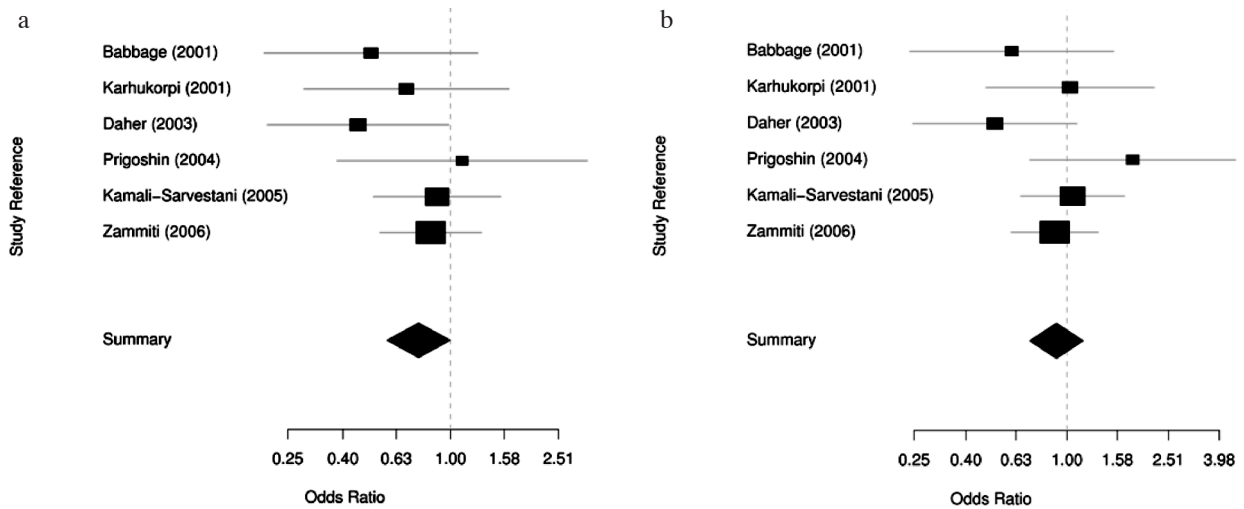 a
Study Reference
Babbage (2001)
Karhukorpi (2001)
Daher (2003)
Prigoshin (2004)
Kamali−Sarvestani (2005)
Zammiti (2006)
Summary
0.25 0.40 0.63 1.00 1.58 2.51
Odds Ratio
b
Study Reference
Babbage (2001)
Karhukorpi (2001)
Daher (2003)
Prigoshin (2004)
Kamali−Sarvestani (2005)
Zammiti (2006)
Summary
0.25 0.40 0.63 1.00 1.58 2.51 3.98
Odds Ratio